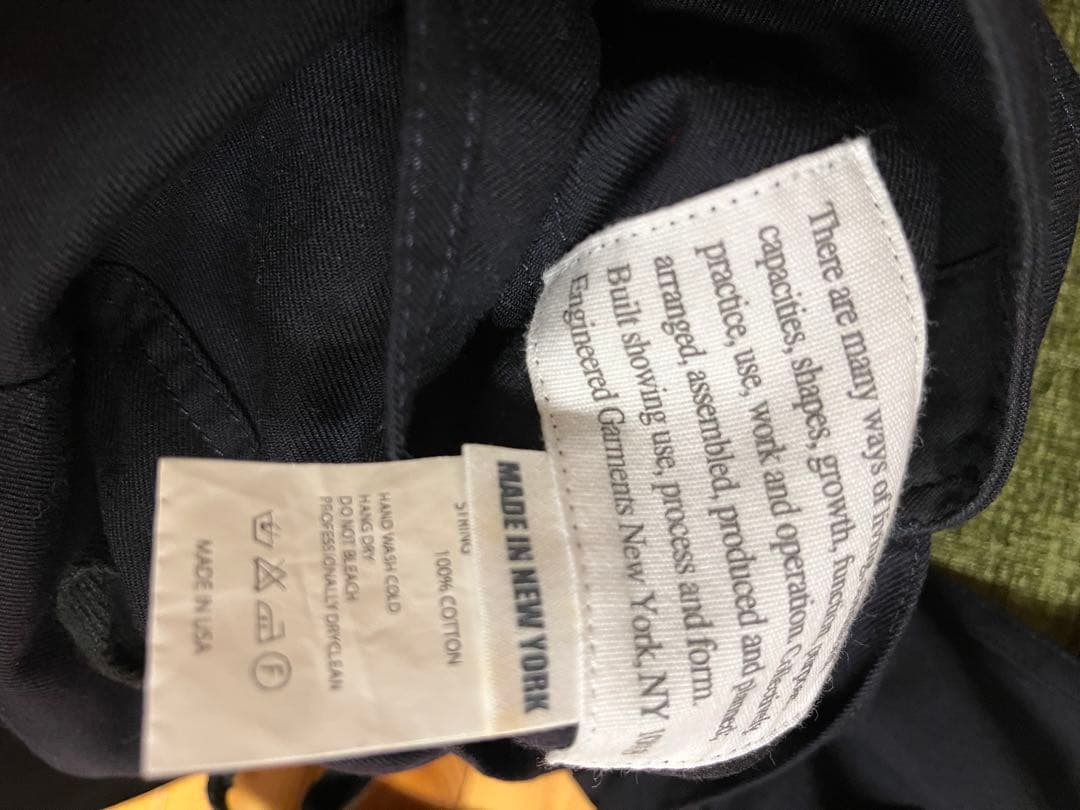 There are many ways of
capacities, shapes, growth, function,
practice, use, work and operation
arranged, assembled, produced and planned,
Built showing use, process and form.
Engineered Garments New York, NY
MADE IN NEW YORK
100% COTTON
HAND WASH COLD
HANG DRY
DO NOT BLEACH
PROFESSIONALLY DRYCLEAN
F
MADE IN USA